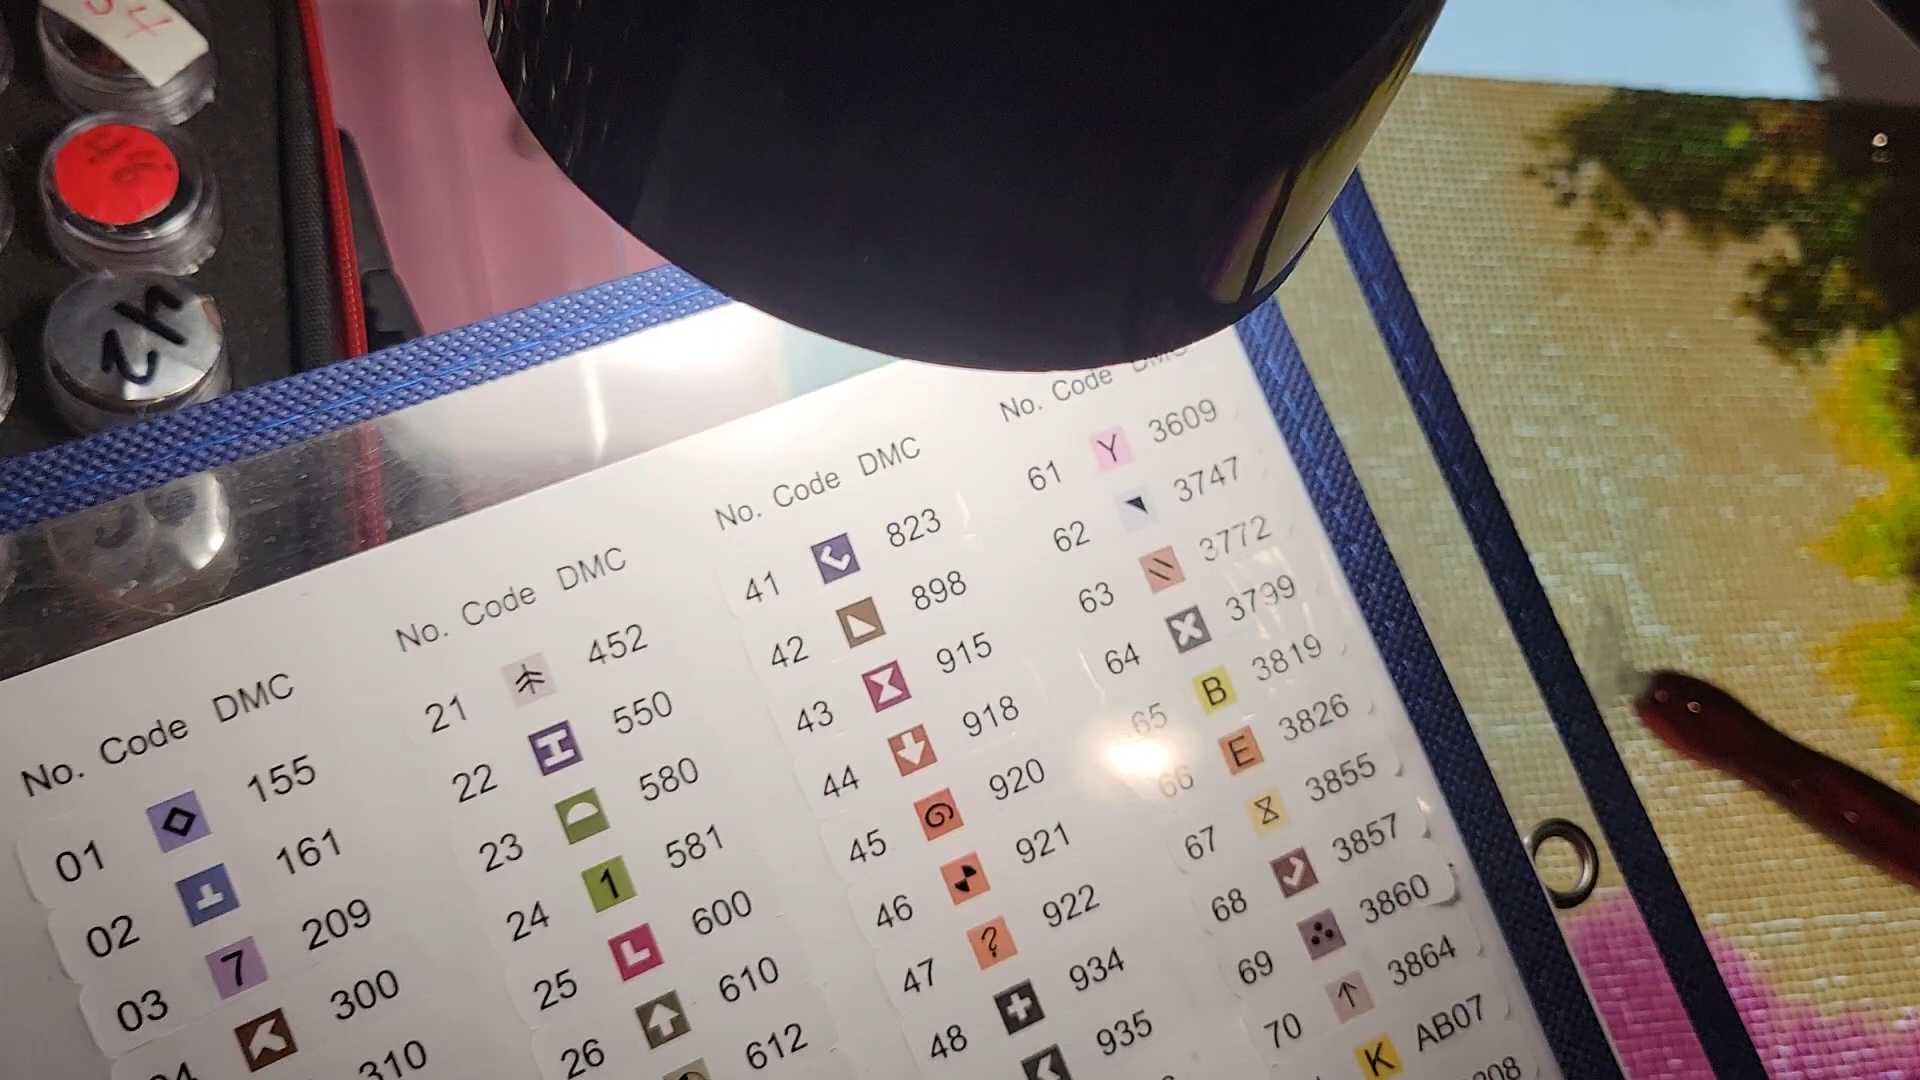 42
No. Code DMC
01 155
02 161
03 7 209
300
310
No. Code DMC
21 452
22 550
23 580
24 1 581
25 L 600
26 610
612
No. Code DMC
41 823
42 898
43 915
44 918
45 920
46 921
47 ? 922
48 934
935
No. Code DMC
61 Y 3609
62 3747
63 3772
64 3799
65 B 3819
66 E 3826
67 3855
68 3857
69 3860
70 3864
K AB07